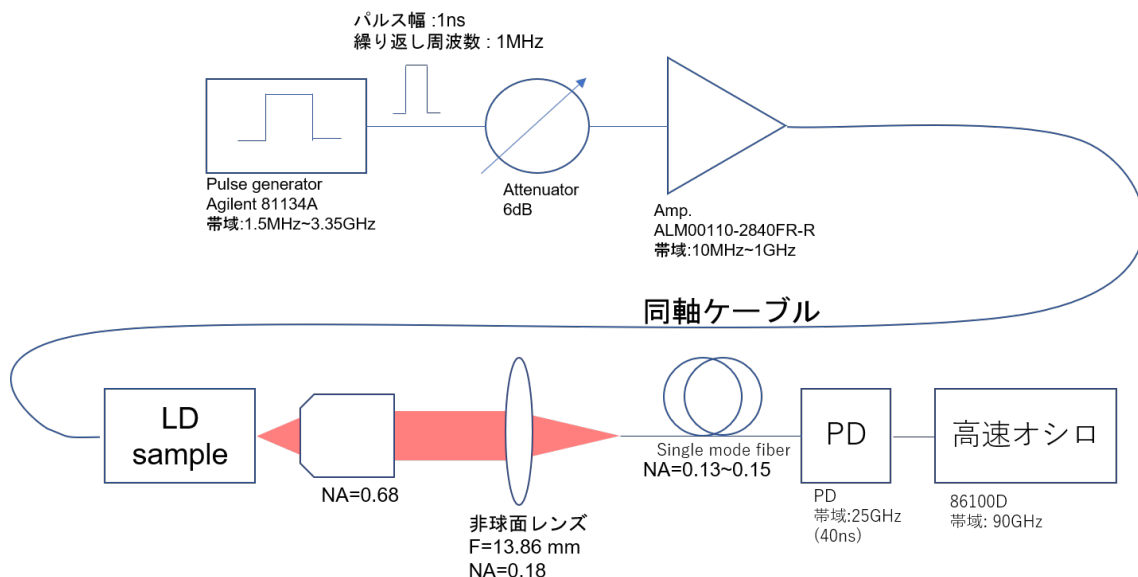 パルス幅 :1ns
繰り返し周波数 : 1MHz
Pulse generator
Agilent 81134A
帯域:1.5MHz~3.35GHz
Attenuator
6dB
Amp.
ALM00110-2840FR-R
帯域:10MHz~1GHz
同軸ケーブル
LD
sample
NA=0.68
非球面レンズ
F=13.86 mm
NA=0.18
Single mode fiber
NA=0.13~0.15
PD
PD
帯域:25GHz
(40ns)
高速オシロ
86100D
帯域: 90GHz